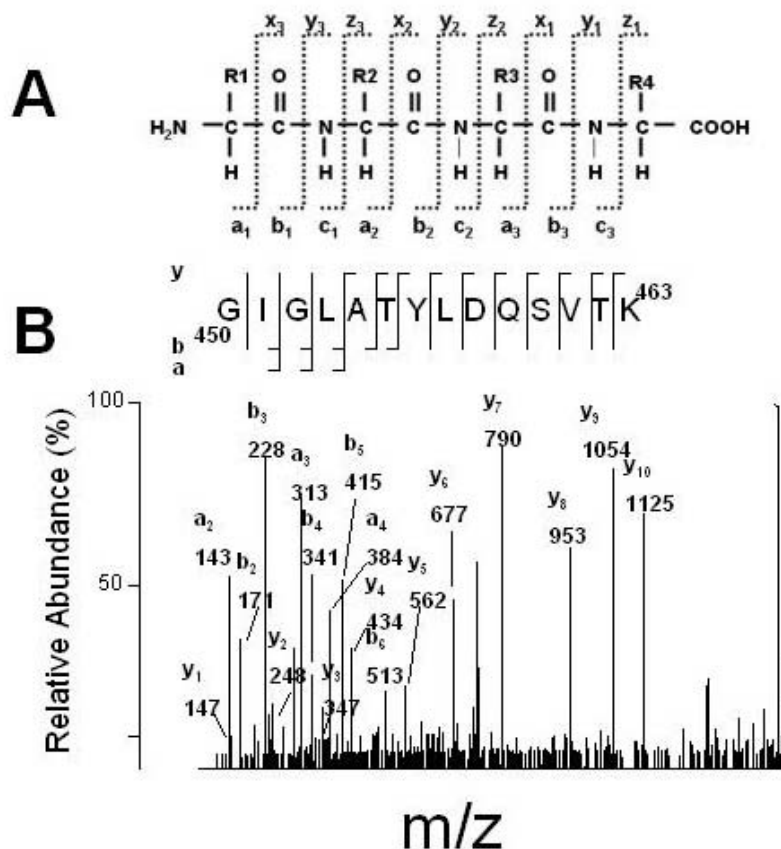 A
x3 y3 z3 x2 y2 z2 x1 y1 z1
R1 O R2 O R3 O R4
H2N C C N C C N C C N C COOH
H H H H H H H
a1 b1 c1 a2 b2 c2 a3 b3 c3
B
y
G I G L A T Y L D Q S V T K
450 463
b
a
100
50
Relative Abundance (%)
y1
147
a2
143
b2
171
b3
228
y2
248
a3
313
b4
341
y3
347
b5
415
a4
384
y4
434
b6
513
y5
562
y6
677
y7
790
y8
953
y9
1054
y10
1125
m/z